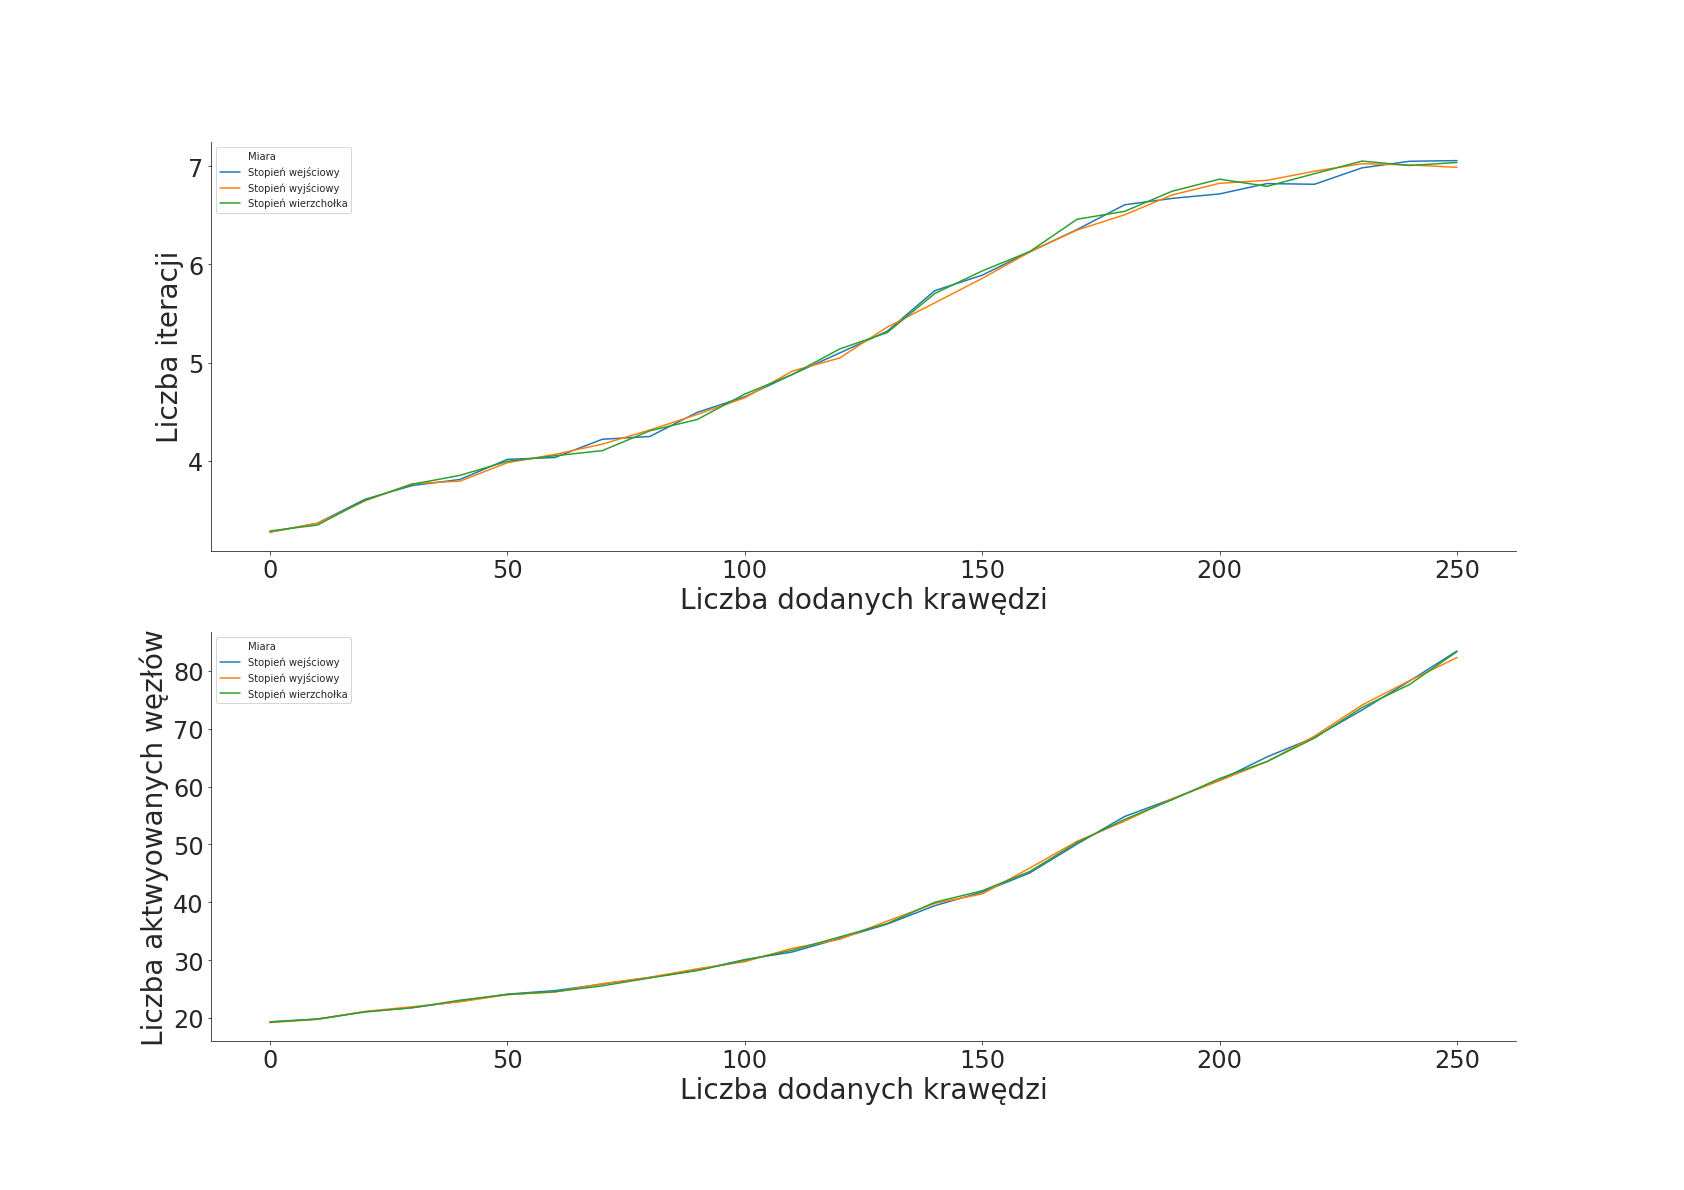 Liczba iteracji
7
6
5
4
Miara
Stopień wejściowy
Stopień wyjściowy
Stopień wierzchołka
0 50 100 150 200 250
Liczba dodanych krawędzi
Liczba aktwyowanych węzłów
80
70
60
50
40
30
20
Miara
Stopień wejściowy
Stopień wyjściowy
Stopień wierzchołka
0 50 100 150 200 250
Liczba dodanych krawędzi